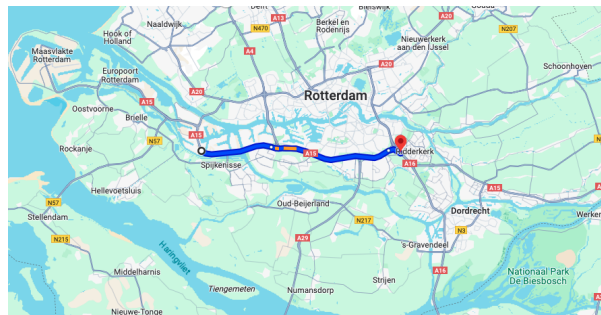 Naaldwijk
N470
A13
Berkel en
Rodenrijs
A20
N207
Hook of
Holland
A4
Nieuwerkerk
aan den IJssel
Maasvlakte
Rotterdam
A20
Schoonhoven
Europoort
Rotterdam
A20
Rotterdam
A15
Oostvoorne
Brielle
A15
N57
Rockanje
A15
Ridderkerk
A16
Spijkenisse
Hellevoetsluis
A15
N57
Oud-Beijerland
Dordrecht
Werken
Stellendam
N217
N3
N215
A29
's-Gravendeel
Haringvliet
Middelharnis
A16
Nationaal Park
De Biesbosch
Tiengemeten
Numansdorp
Strijen
Nieuwe-Tonge